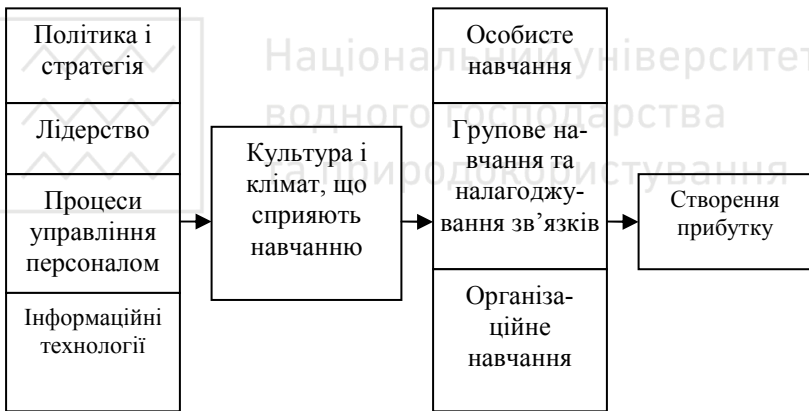 Політика і
стратегія
Лідерство
Процеси
управління
персоналом
Інформаційні
технології
Культура і
клімат, що
сприяють
навчанню
Особисте
навчання
Групове на-
вчання та
налагоджу-
вання зв’язків
Організа-
ційне
навчання
Створення
прибутку
Національний університет
водного господарства
та природокористування